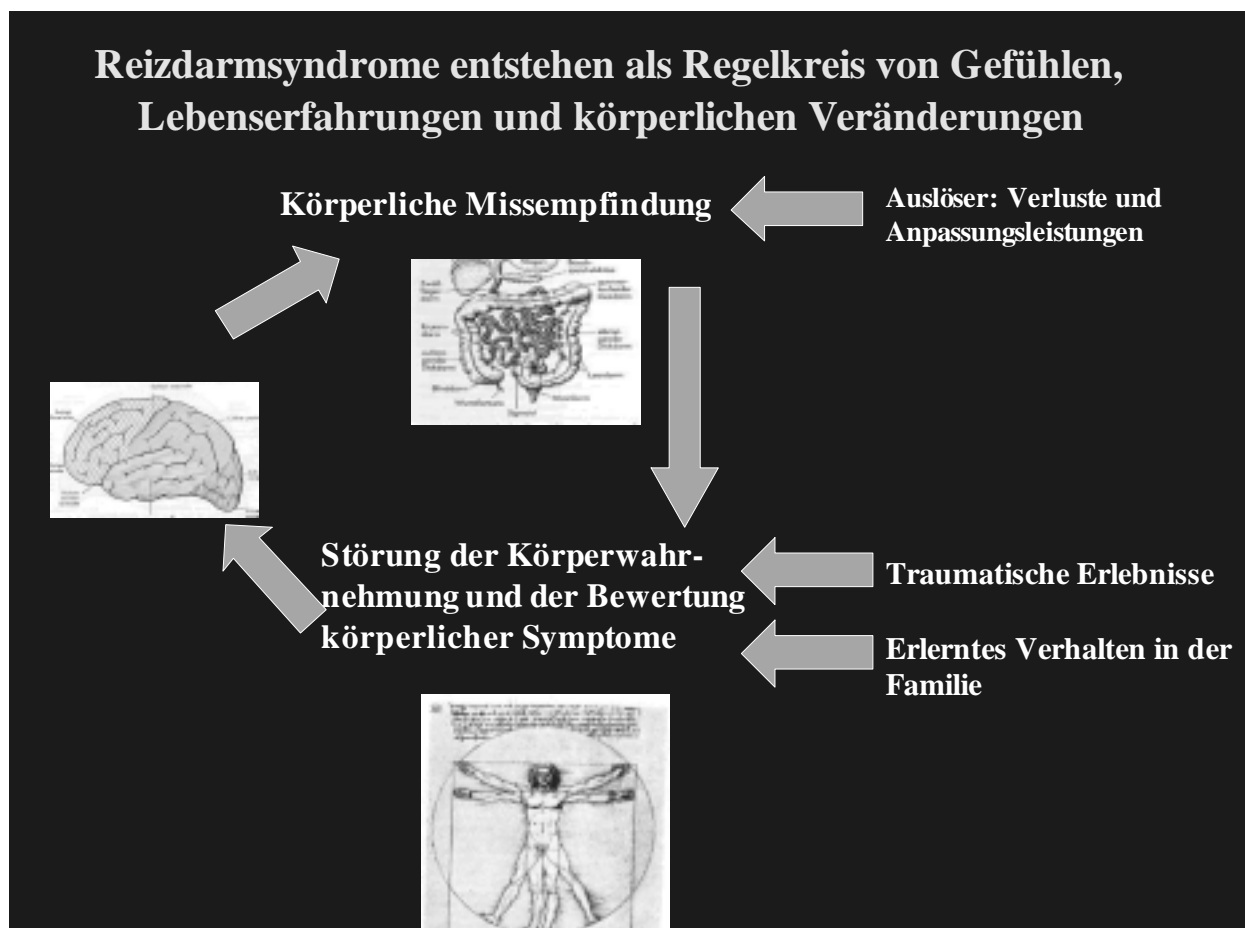 Reizdarmsyndrome entstehen als Regelkreis von Gefühlen,
Lebenserfahrungen und körperlichen Veränderungen
Körperliche Missempfindung
Auslöser: Verluste und
Anpassungsleistungen
Störung der Körperwahr-
nehmung und der Bewertung
körperlicher Symptome
Traumatische Erlebnisse
Erlerntes Verhalten in der
Familie